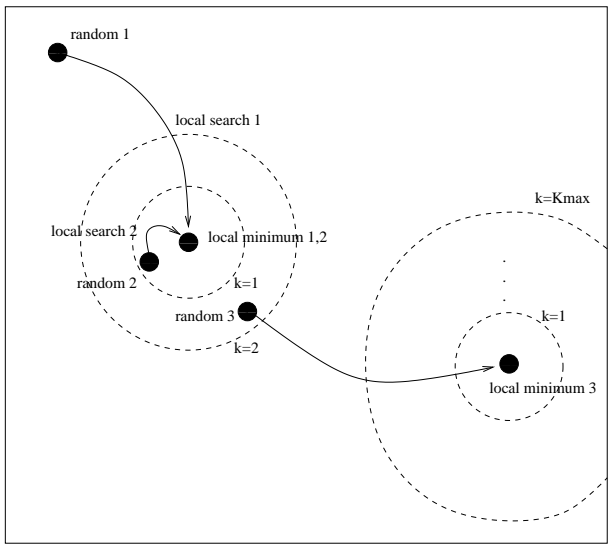 random 1
local search 1
k=Kmax
local search 2
local minimum 1,2
random 2
k=1
random 3
k=1
k=2
local minimum 3